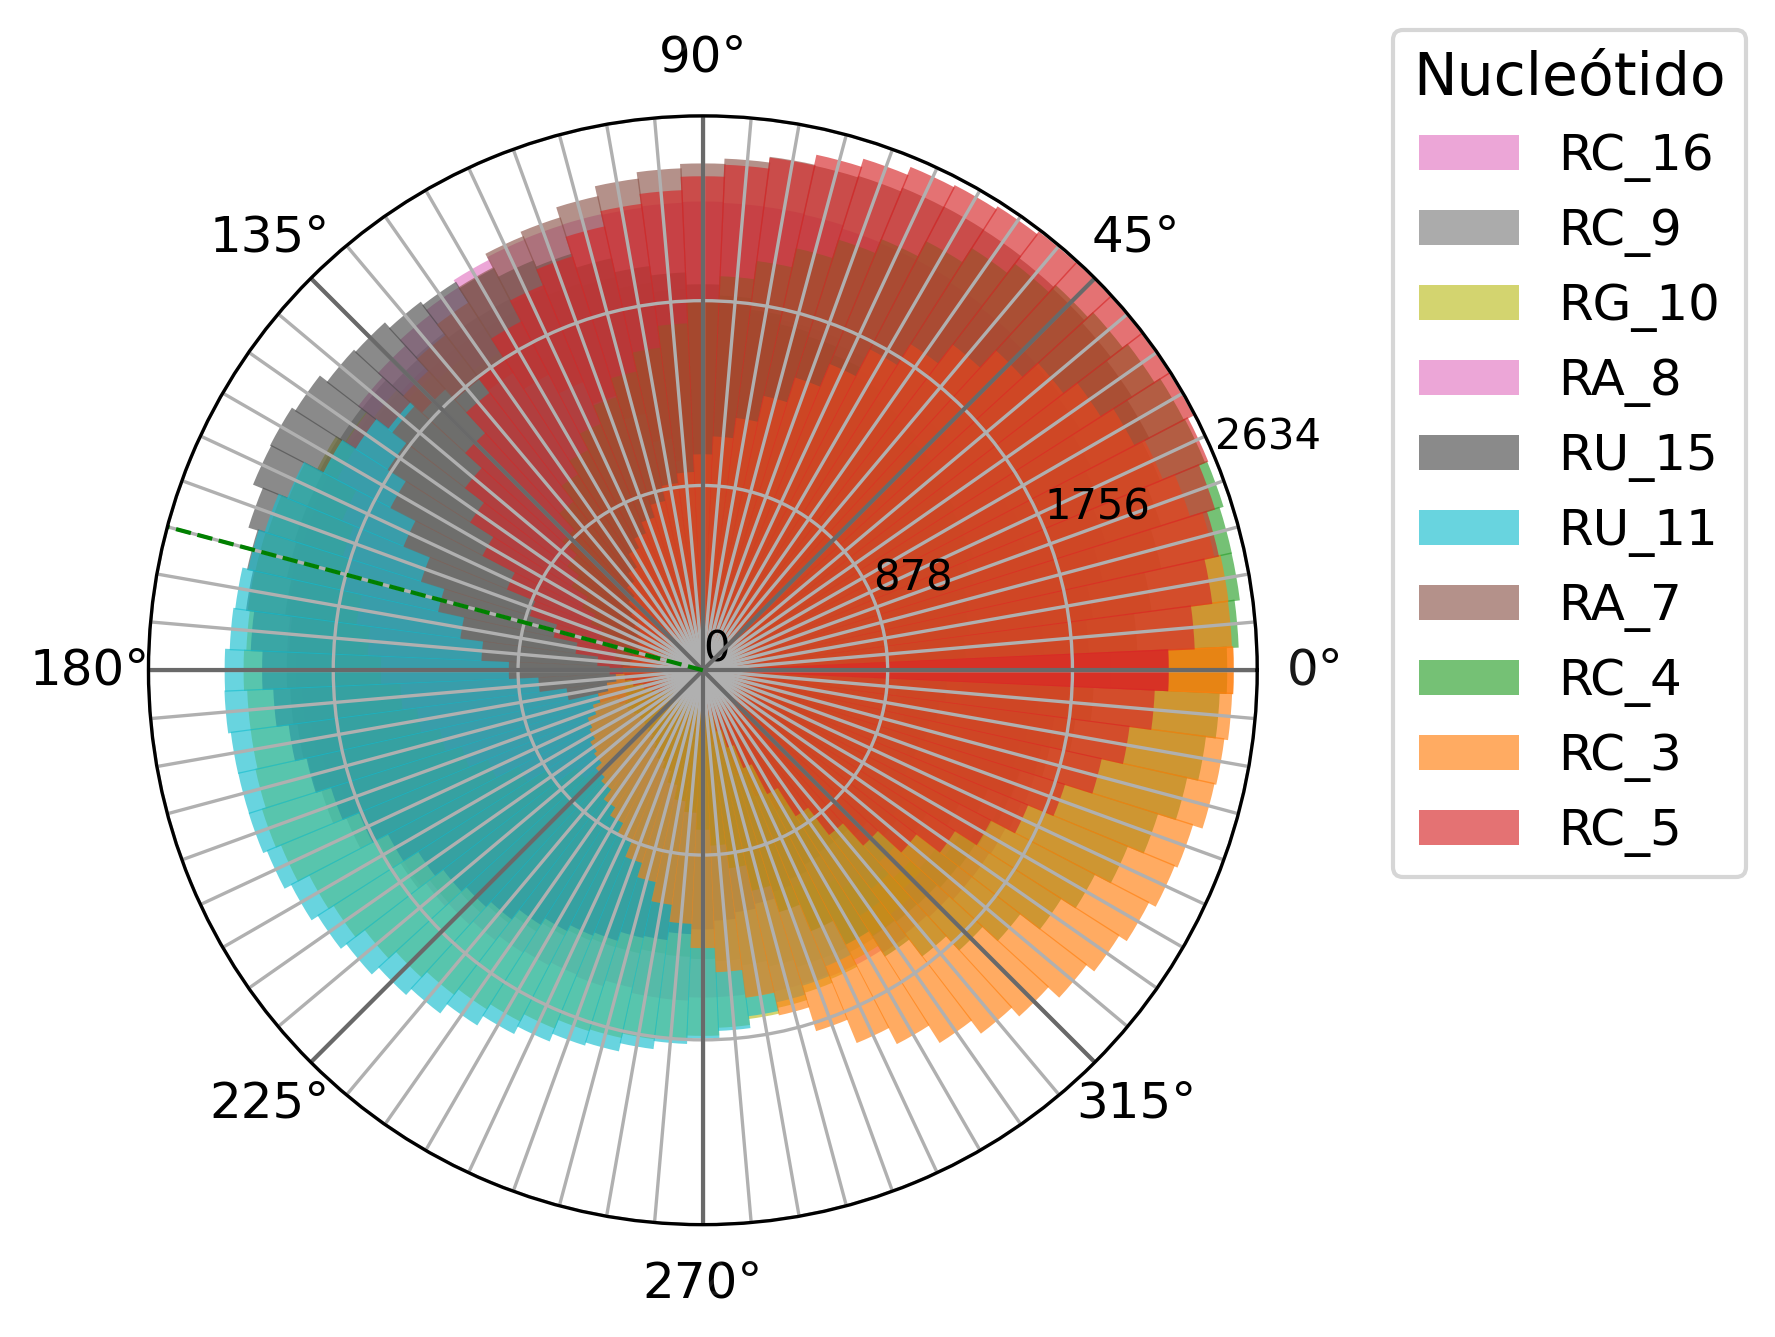 90°
Nucleótido
RC_16
135°
45°
RC_9
RG_10
RA_8
2634
RU_15
1756
RU_11
878
RA_7
0
180°
0°
RC_4
RC_3
RC_5
225°
315°
270°